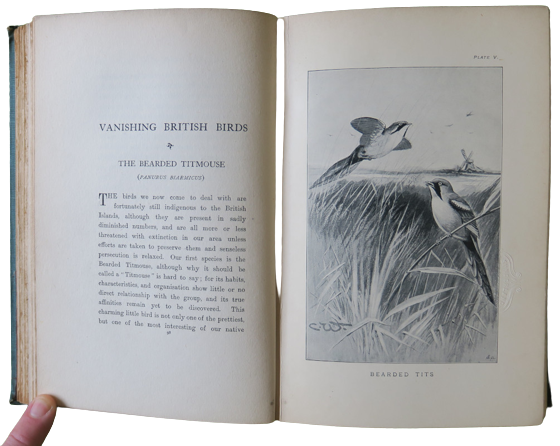 VANISHING BRITISH BIRDS
THE BEARDED TITMOUSE
(PANURUS BIARMICUS)
THE birds we now come to deal with are
fortunately still indigenous to the British
Islands, although they are present in sadly
diminished numbers, and are all more or less
threatened with extinction in our area unless
efforts are taken to preserve them and senseless
persecution is relaxed. Our first species is the
Bearded Titmouse, although why it should be
called a "Titmouse" is hard to say; for its habits,
characteristics, and organisation show little or no
direct relationship with the group, and its true
affinities remain yet to be discovered. This
charming little bird is not only one of the prettiest,
but one of the most interesting of our native
PLATE V
BEARDED TITS